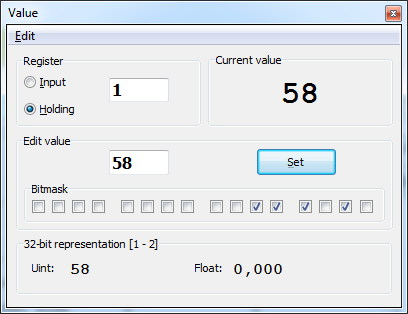 Value
Edit
Register
Input
1
Holding
Current value
58
Edit value
58
Set
Bitmask
32-bit representation [1 - 2]
Uint: 58 Float: 0,000